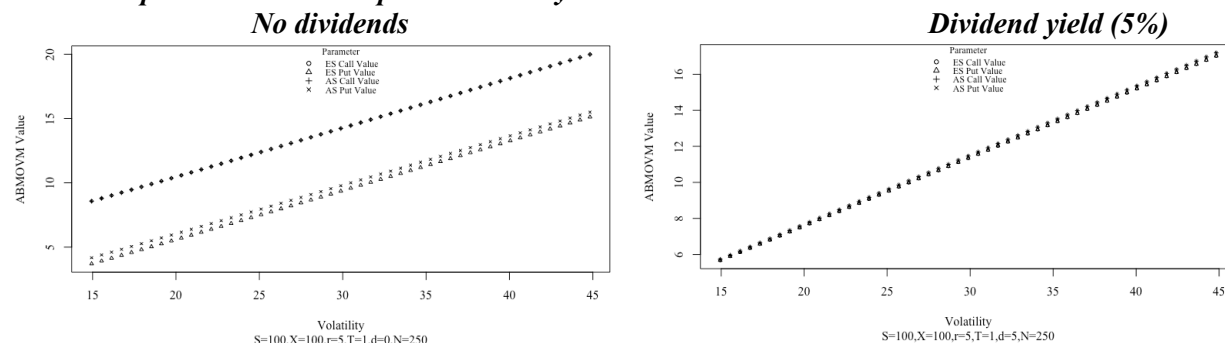 No dividends
Dividend yield (5%)
Parameter
ES Call Value
ES Put Value
AS Call Value
AS Put Value
ABMOVM Value
20
15
10
5
15 20 25 30 35 40 45
Volatility
S=100,X=100,r=5,T=1,d=0,N=250
Parameter
ES Call Value
ES Put Value
AS Call Value
AS Put Value
ABMOVM Value
16
14
12
10
8
6
15 20 25 30 35 40 45
Volatility
S=100,X=100,r=5,T=1,d=5,N=250